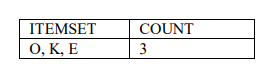 ITEMSET COUNT
O, K, E 3